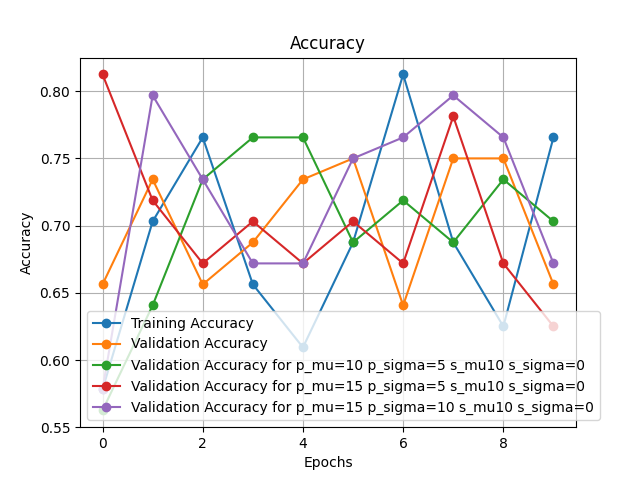 Accuracy
0.80
0.75
0.70
0.65
0.60
0.55
Accuracy
Training Accuracy
Validation Accuracy
Validation Accuracy for p_mu=10 p_sigma=5 s_mu10 s_sigma=0
Validation Accuracy for p_mu=15 p_sigma=5 s_mu10 s_sigma=0
Validation Accuracy for p_mu=15 p_sigma=10 s_mu10 s_sigma=0
0 2 4 6 8
Epochs